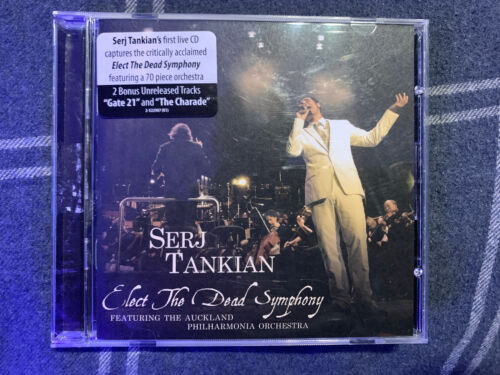 Serj Tankian's first live CD
captures the critically acclaimed
Elect The Dead Symphony
featuring a 70 piece orchestra
2 Bonus Unreleased Tracks
"Gate 21" and "The Charade"
SERJ
TANKIAN
Elect The Dead Symphony
FEATURING THE AUCKLAND
PHILHARMONIA ORCHESTRA